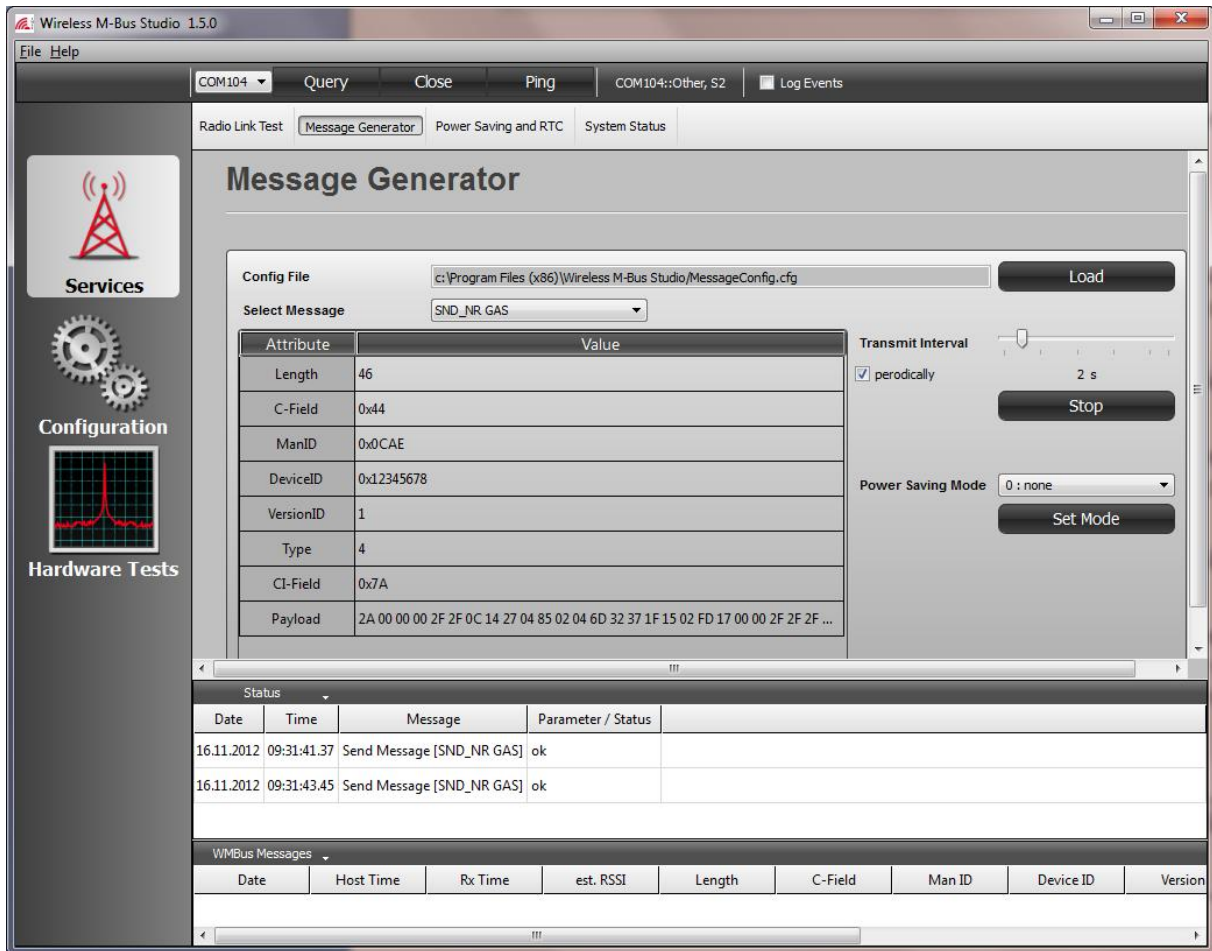 Wireless M-Bus Studio 1.5.0
File Help
COM104 Query Close Ping COM104::Other, S2 Log Events
Radio Link Test Message Generator Power Saving and RTC System Status
Services
Configuration
Hardware Tests
Message Generator
Config File c:\Program Files (x86)\Wireless M-Bus Studio/MessageConfig.cfg Load
Select Message SND_NR GAS
Attribute Value
Length 46
C-Field 0x44
ManID 0x0CAE
DeviceID 0x12345678
VersionID 1
Type 4
CI-Field 0x7A
Payload 2A 00 00 00 2F 2F 0C 14 27 04 85 02 04 6D 32 37 1F 15 02 FD 17 00 00 2F 2F 2F ...
Transmit Interval
perodically 2 s
Stop
Power Saving Mode 0 : none
Set Mode
Status
Date Time Message Parameter / Status
16.11.2012 09:31:41.37 Send Message [SND_NR GAS] ok
16.11.2012 09:31:43.45 Send Message [SND_NR GAS] ok
WMBus Messages
Date Host Time Rx Time est. RSSI Length C-Field Man ID Device ID Version